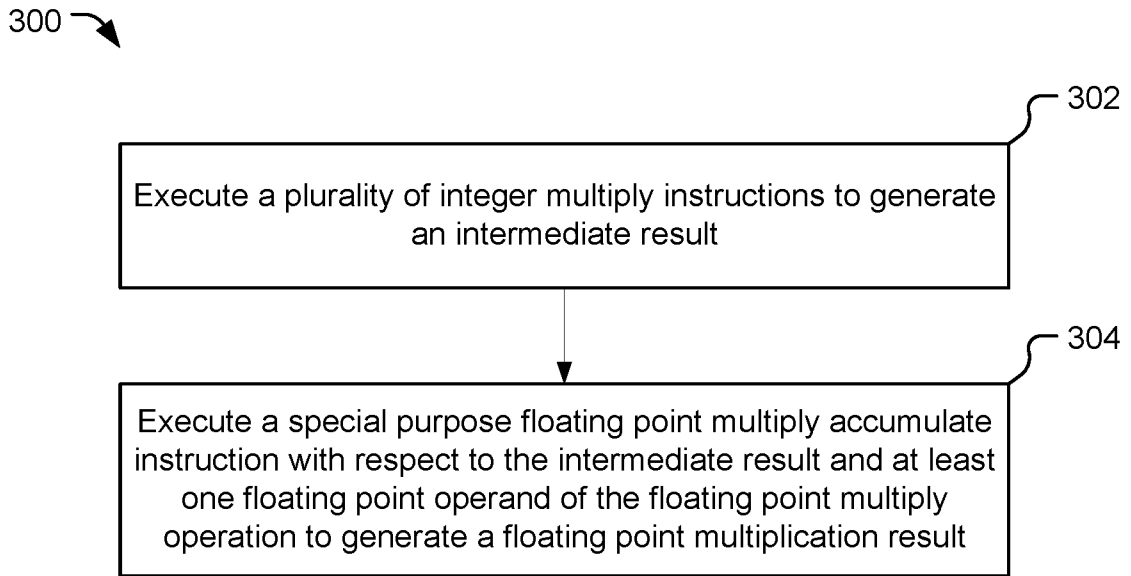 300
302
Execute a plurality of integer multiply instructions to generate
an intermediate result
304
Execute a special purpose floating point multiply accumulate
instruction with respect to the intermediate result and at least
one floating point operand of the floating point multiply
operation to generate a floating point multiplication result